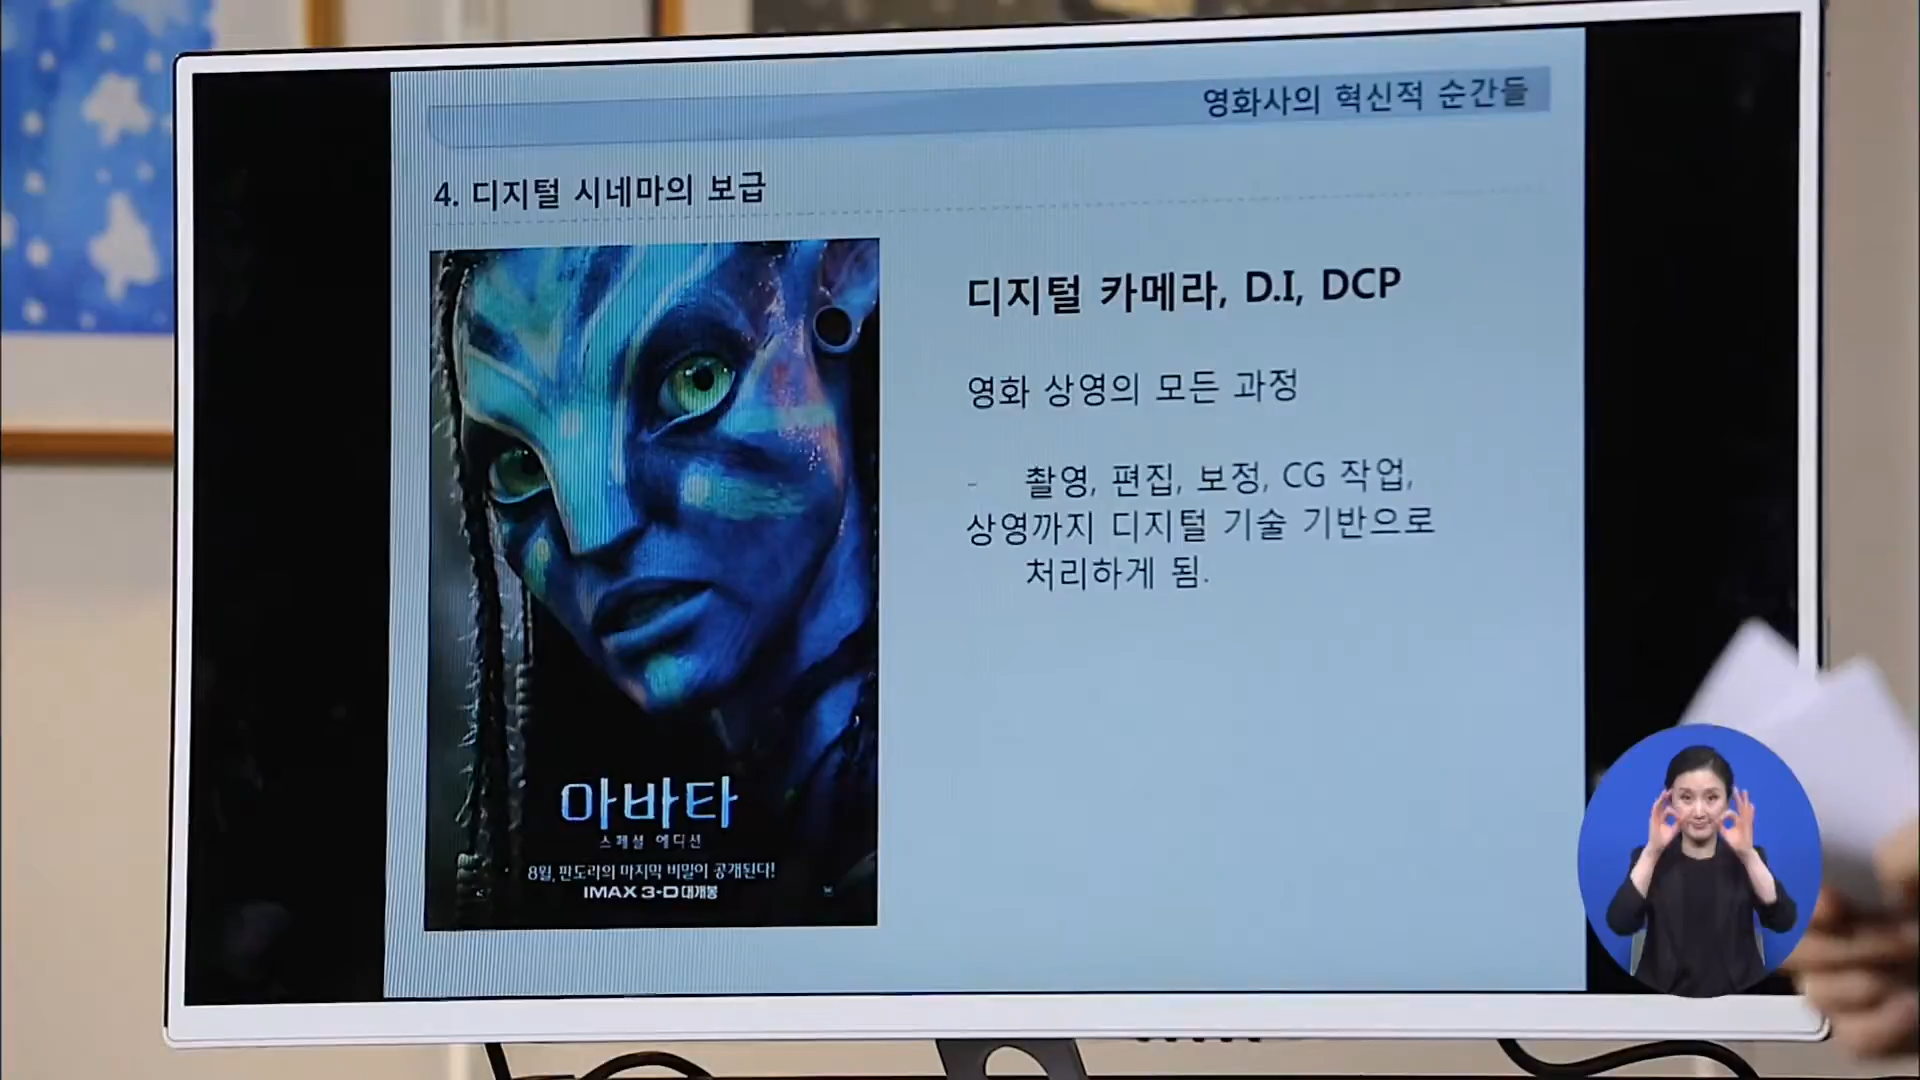 영화사의 혁신적 순간들
4. 디지털 시네마의 보급
디지털 카메라, D.I, DCP
영화 상영의 모든 과정
- 촬영, 편집, 보정, CG 작업,
상영까지 디지털 기술 기반으로
처리하게 됨.
아바타
스페셜 에디션
8월, 판도라의 마지막 비밀이 공개된다!
IMAX 3-D 대개봉